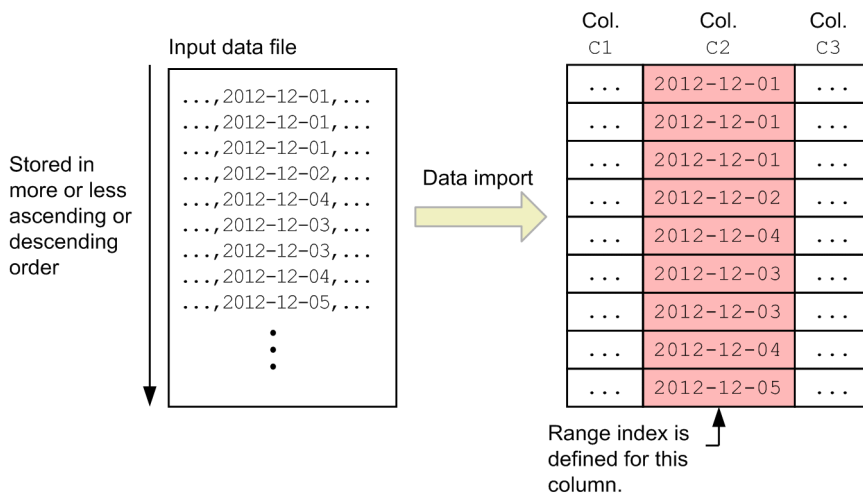 Input data file
Stored in
more or less
ascending or
descending
order
...,2012-12-01,...
...,2012-12-01,...
...,2012-12-01,...
...,2012-12-02,...
...,2012-12-04,...
...,2012-12-03,...
...,2012-12-03,...
...,2012-12-04,...
...,2012-12-05,...
Data import
Col. Col. Col.
C1 C2 C3
... 2012-12-01 ...
... 2012-12-01 ...
... 2012-12-01 ...
... 2012-12-02 ...
... 2012-12-04 ...
... 2012-12-03 ...
... 2012-12-03 ...
... 2012-12-04 ...
... 2012-12-05 ...
Range index is
defined for this
column.